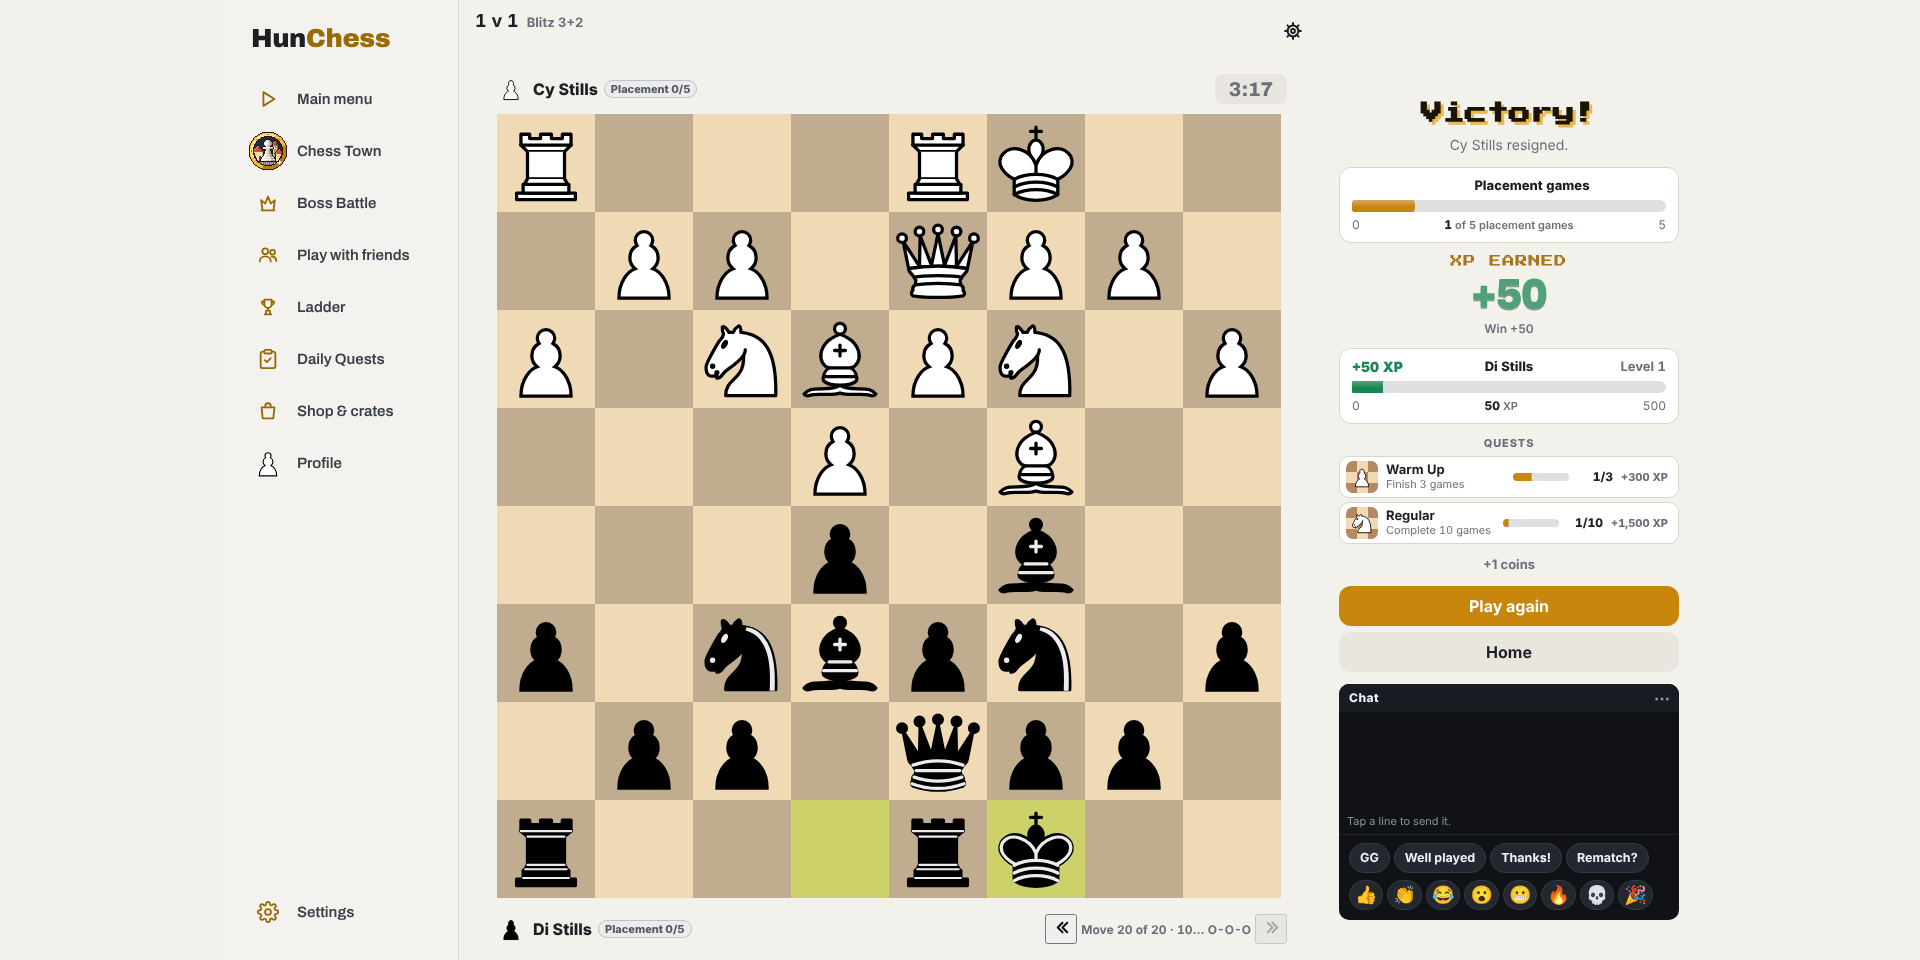 HunChess
Main menu
Chess Town
Boss Battle
Play with friends
Ladder
Daily Quests
Shop & crates
Profile
Settings
1 v 1 Blitz 3+2
Cy Stills Placement 0/5
3:17
Di Stills Placement 0/5
Move 20 of 20 · 10... O-O-O
Victory!
Cy Stills resigned.
Placement games
0 1 of 5 placement games 5
XP EARNED
+50
Win +50
+50 XP Di Stills Level 1
0 50 XP 500
QUESTS
Warm Up
Finish 3 games
1/3 +300 XP
Regular
Complete 10 games
1/10 +1,500 XP
+1 coins
Play again
Home
Chat
Tap a line to send it.
GG Well played Thanks! Rematch?